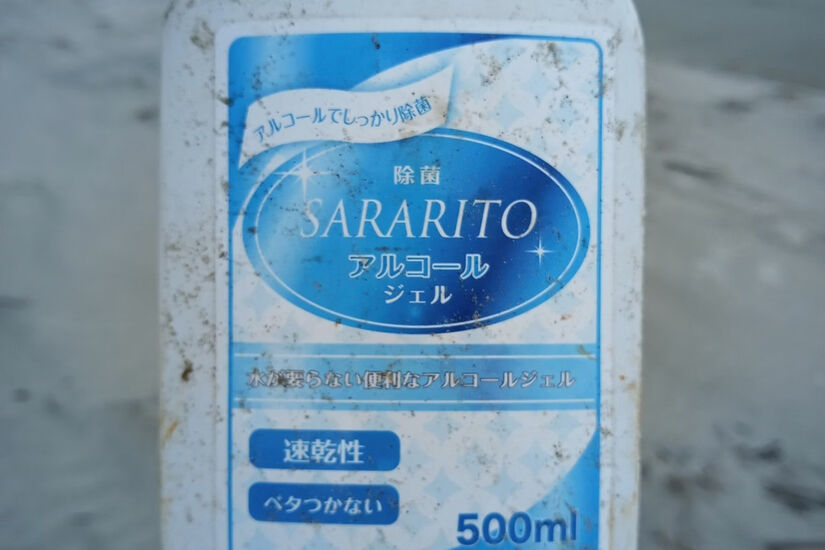 アルコールでしっかり除菌
除菌
SARARITO
アルコール
ジェル
水が要らない便利なアルコールジェル
速乾性
ベタつかない
500ml